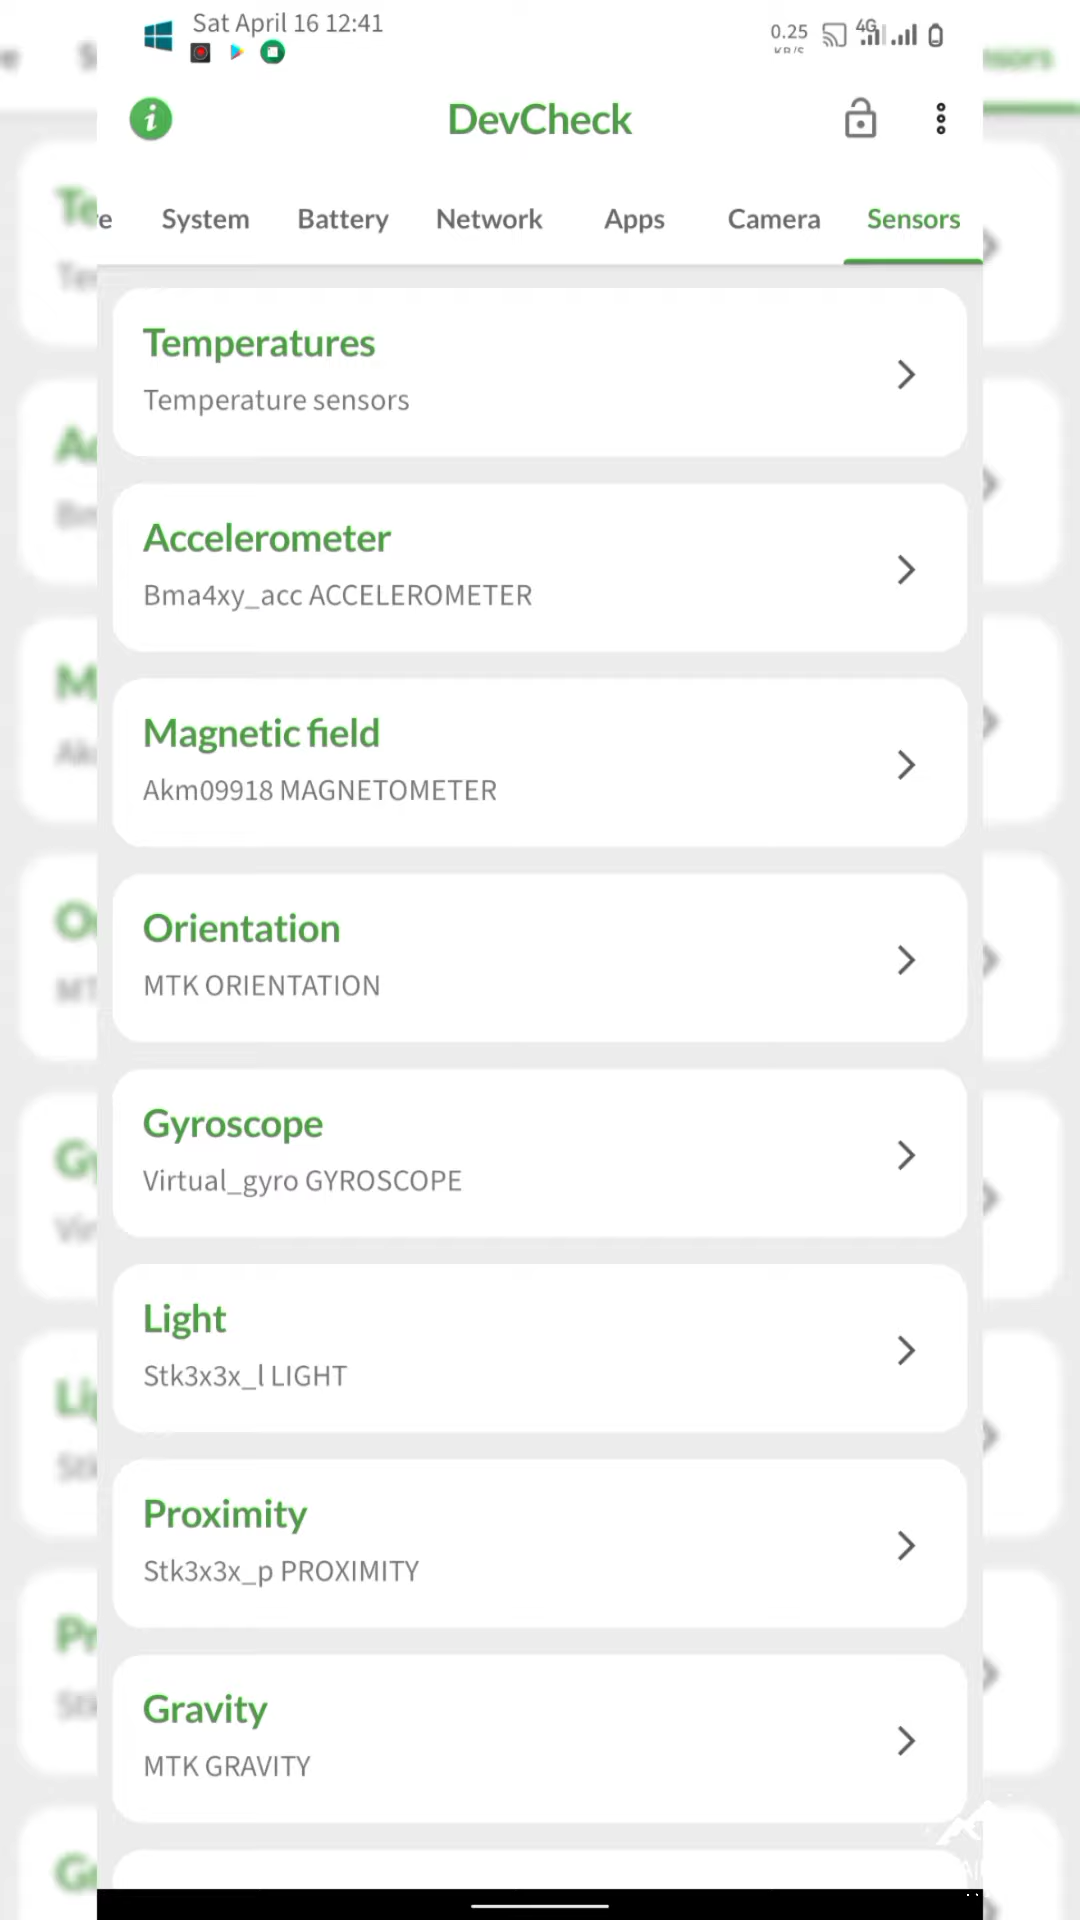 Sat April 16 12:41
0.25
4G
DevCheck
e System Battery Network Apps Camera Sensors
Temperatures
Temperature sensors
Accelerometer
Bma4xy_acc ACCELEROMETER
Magnetic field
Akm09918 MAGNETOMETER
Orientation
MTK ORIENTATION
Gyroscope
Virtual_gyro GYROSCOPE
Light
Stk3x3x_l LIGHT
Proximity
Stk3x3x_p PROXIMITY
Gravity
MTK GRAVITY